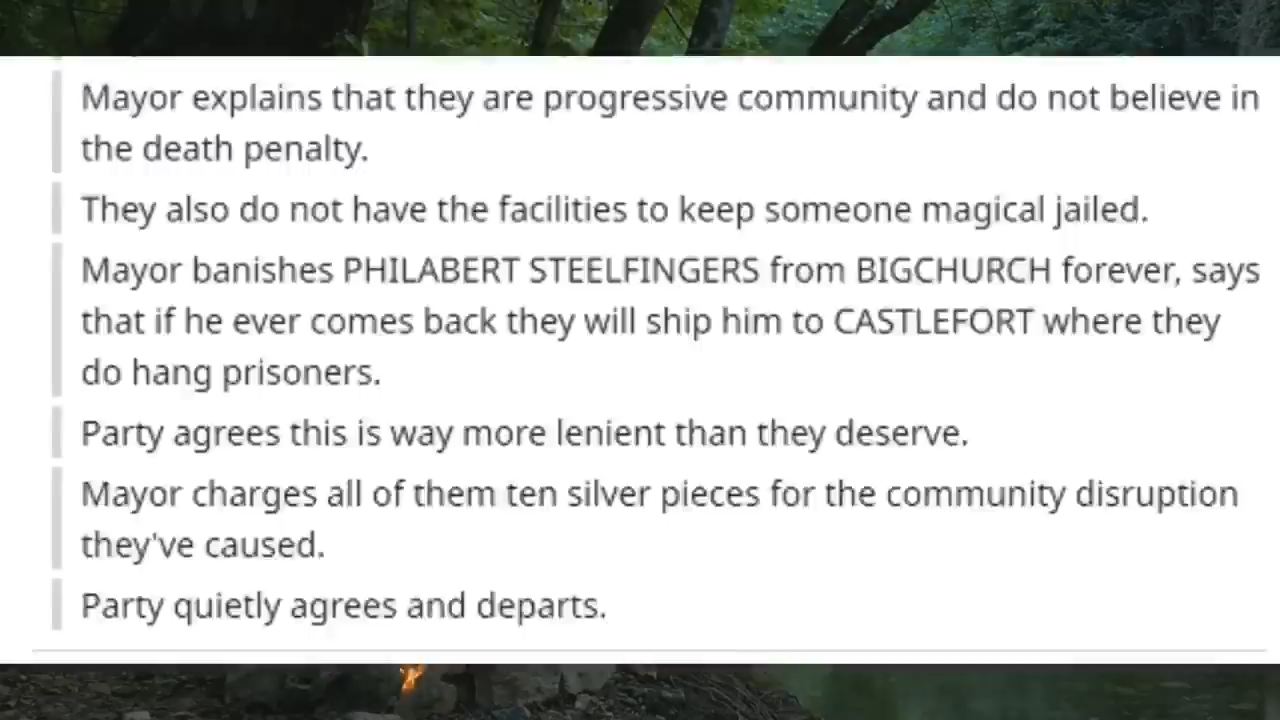 Mayor explains that they are progressive community and do not believe in
the death penalty.
They also do not have the facilities to keep someone magical jailed.
Mayor banishes PHILABERT STEELFINGERS from BIGCHURCH forever, says
that if he ever comes back they will ship him to CASTLEFORT where they
do hang prisoners.
Party agrees this is way more lenient than they deserve.
Mayor charges all of them ten silver pieces for the community disruption
they've caused.
Party quietly agrees and departs.